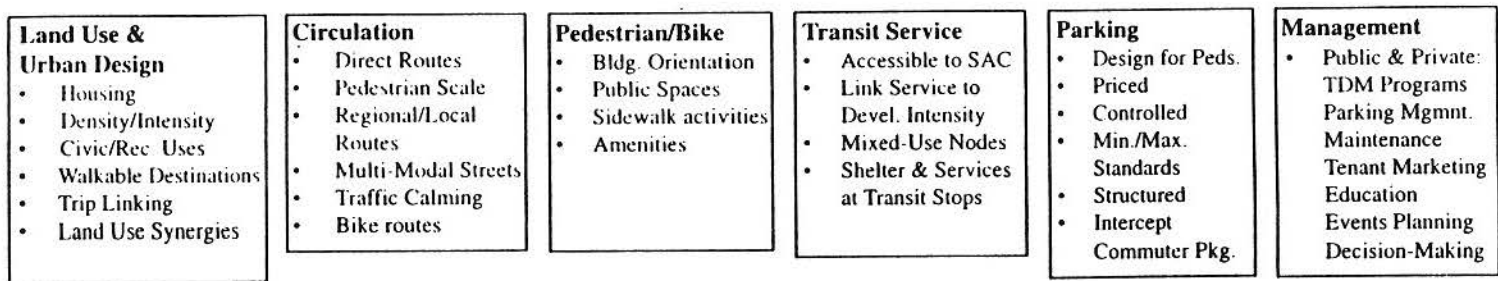 Land Use &
Urban Design
• Housing
• Density/Intensity
• Civic/Rec Uses
• Walkable Destinations
• Trip Linking
• Land Use Synergies
Circulation
• Direct Routes
• Pedestrian Scale
• Regional/Local
Routes
• Multi-Modal Streets
• Traffic Calming
• Bike routes
Pedestrian/Bike
• Bldg. Orientation
• Public Spaces
• Sidewalk activities
• Amenities
Transit Service
• Accessible to SAC
• Link Service to
Devel. Intensity
• Mixed-Use Nodes
• Shelter & Services
at Transit Stops
Parking
• Design for Peds.
• Priced
• Controlled
• Min./Max.
Standards
• Structured
• Intercept
Commuter Pkg.
Management
• Public & Private:
TDM Programs
Parking Mgmnt.
Maintenance
Tenant Marketing
Education
Events Planning
Decision-Making